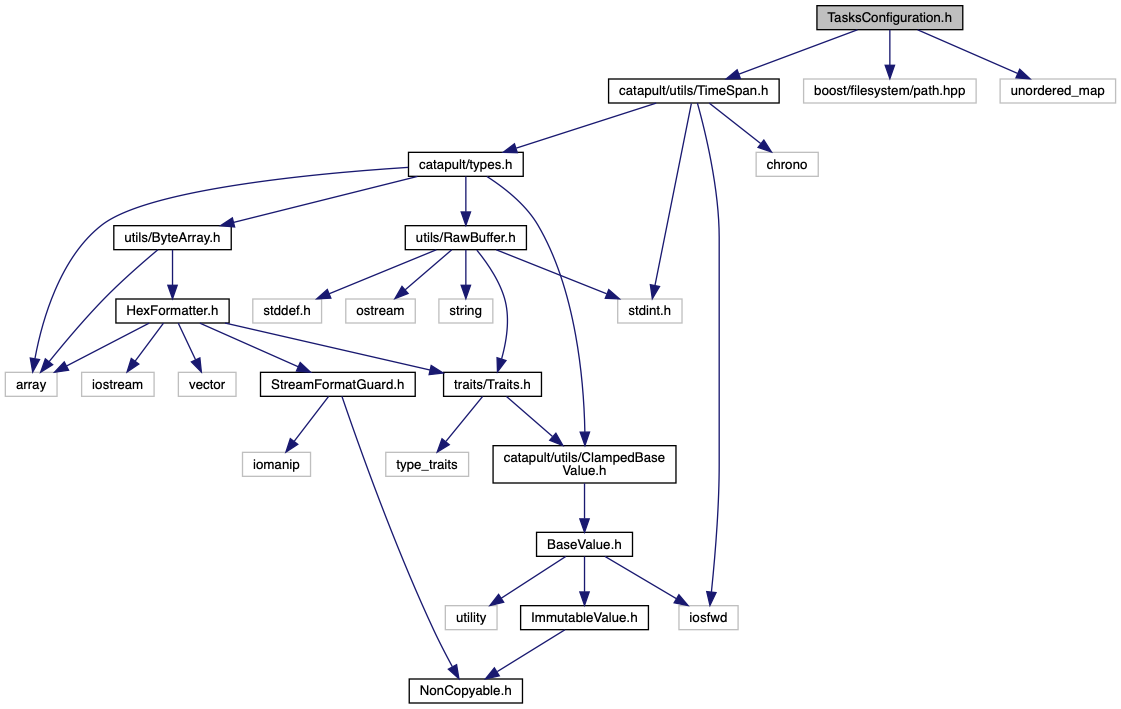 TasksConfiguration.h
catapult/utils/TimeSpan.h
boost/filesystem/path.hpp
unordered_map
catapult/types.h
chrono
utils/ByteArray.h
utils/RawBuffer.h
HexFormatter.h
stddef.h
ostream
string
stdint.h
array
iostream
vector
StreamFormatGuard.h
traits/Traits.h
iomanip
type_traits
catapult/utils/ClampedBase
Value.h
BaseValue.h
utility
ImmutableValue.h
iosfwd
NonCopyable.h